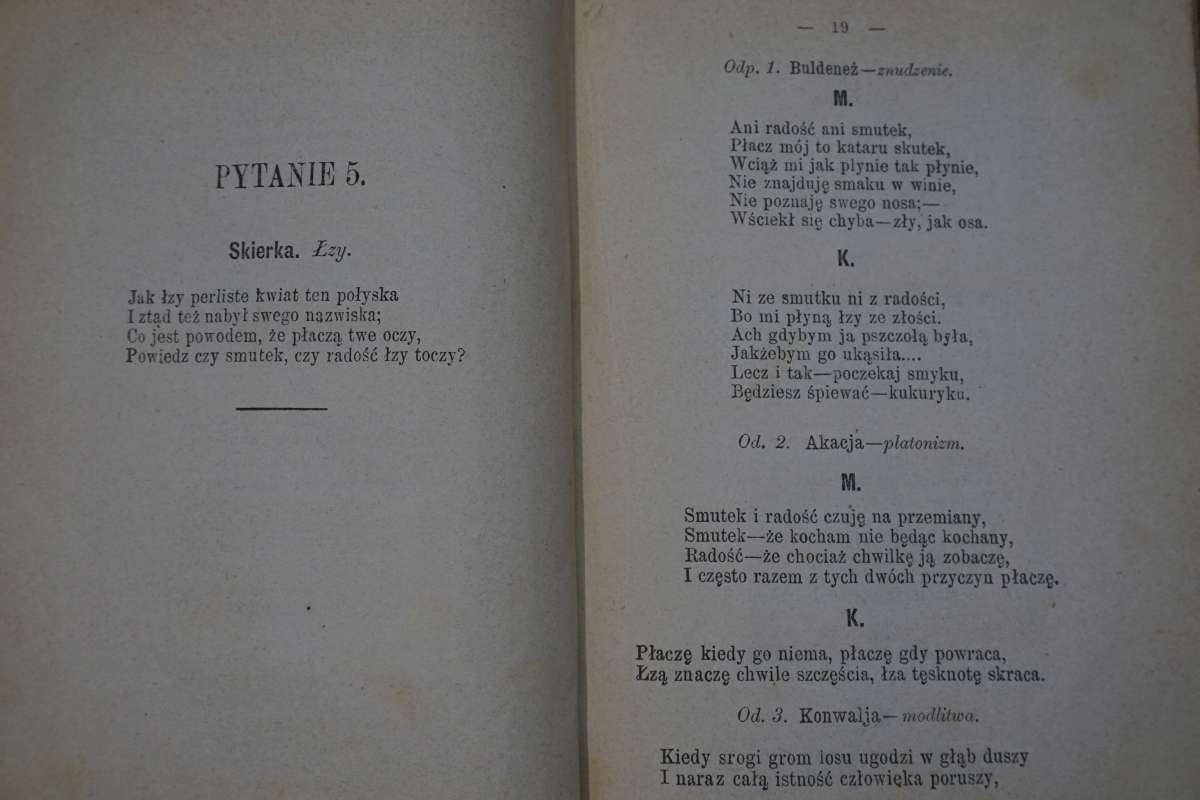 PYTANIE 5.
Skierka. Łzy.
Jak łzy perliste kwiat ten połyska
I ztąd też nabył swego nazwiska;
Co jest powodem, że płaczą twe oczy,
Powiedz czy smutek, czy radość łzy toczy?
— 19 —
Odp. 1. Buldeneż—znudzenie.
M.
Ani radość ani smutek,
Płacz mój to kataru skutek,
Wciąż mi jak plynie tak płynie,
Nie znajduję smaku w winie,
Nie poznaję swego nosa;—
Wściekł się chyba—zły, jak osa.
K.
Ni ze smutku ni z radości,
Bo mi płyną łzy ze złości.
Ach gdybym ja pszczołą była,
Jakżebym go ukąsiła....
Lecz i tak—poczekaj smyku,
Będziesz śpiewać—kukuryku.
Od. 2. Akacja—platonizm.
M.
Smutek i radość czuję na przemiany,
Smutek—że kocham nie będąc kochany,
Radość—że chociaż chwilkę ją zobaczę,
I często razem z tych dwóch przyczyn płaczę.
K.
Płaczę kiedy go niema, płaczę gdy powraca,
Łzą znaczę chwile szczęścia, łza tęsknotę skraca.
Od. 3. Konwalja—modlitwa.
Kiedy srogi grom losu ugodzi w głąb duszy
I naraz całą istność człowięka poruszy,